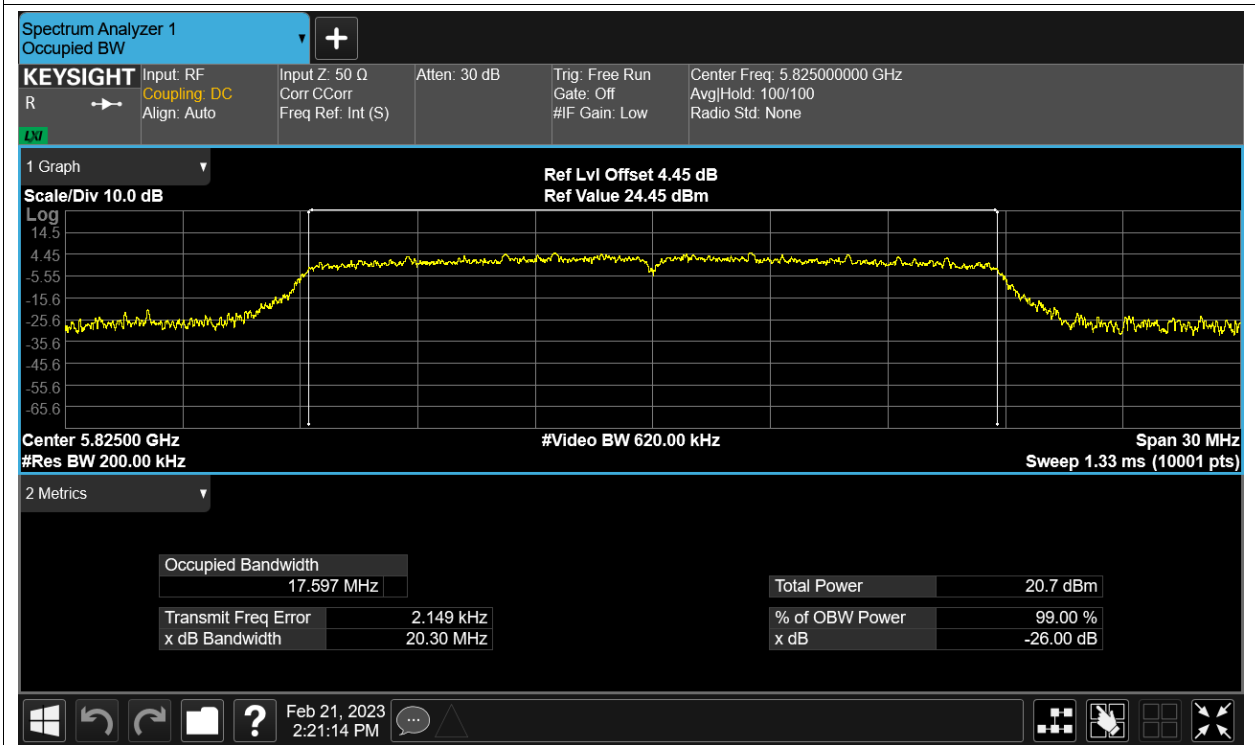 Spectrum Analyzer 1
Occupied BW
KEYSIGHT
R
LXI
Input: RF
Coupling: DC
Align: Auto
Input Z: 50 Ω
Corr CCorr
Freq Ref: Int (S)
Atten: 30 dB
Trig: Free Run
Gate: Off
#IF Gain: Low
Center Freq: 5.825000000 GHz
Avg|Hold: 100/100
Radio Std: None
1 Graph
Scale/Div 10.0 dB
Ref Lvl Offset 4.45 dB
Ref Value 24.45 dBm
Log
14.5
4.45
-5.55
-15.6
-25.6
-35.6
-45.6
-55.6
-65.6
Center 5.82500 GHz
#Res BW 200.00 kHz
#Video BW 620.00 kHz
Span 30 MHz
Sweep 1.33 ms (10001 pts)
2 Metrics
Occupied Bandwidth
17.597 MHz
Transmit Freq Error 2.149 kHz
x dB Bandwidth 20.30 MHz
Total Power 20.7 dBm
% of OBW Power 99.00 %
x dB -26.00 dB
Feb 21, 2023
2:21:14 PM